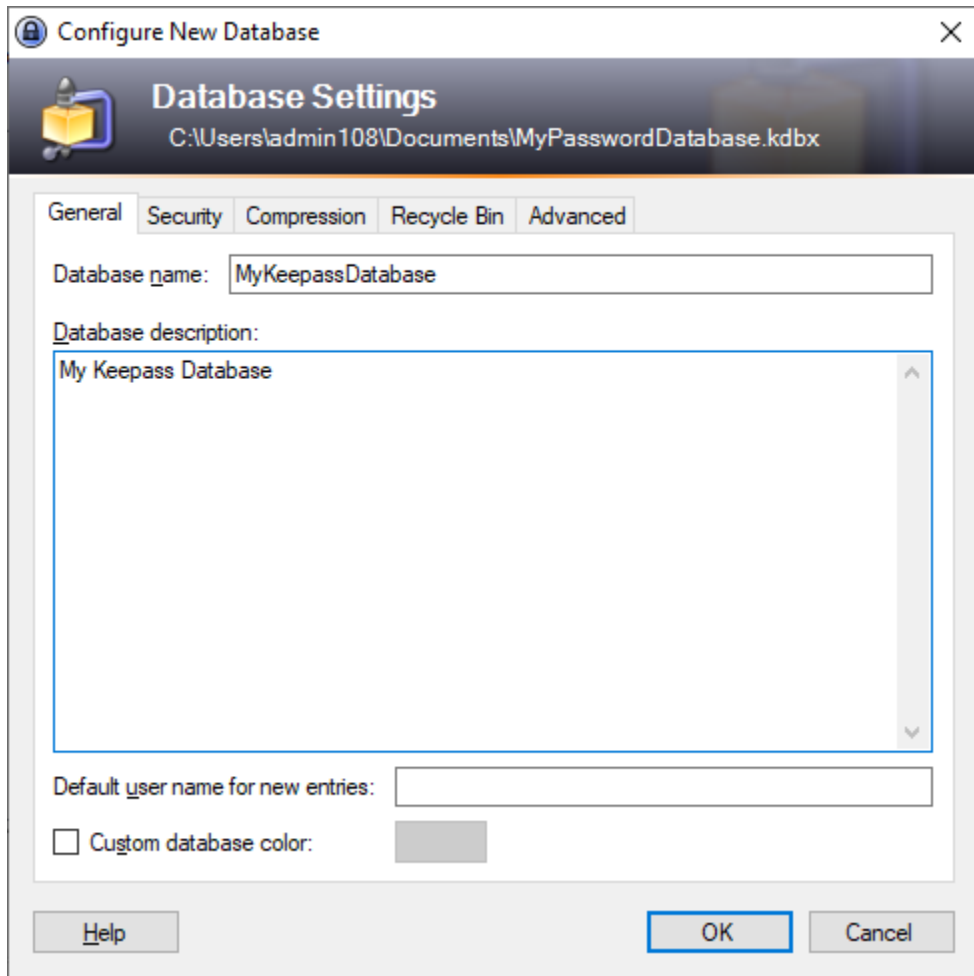 Configure New Database
Database Settings
C:\Users\admin108\Documents\MyPasswordDatabase.kdbx
General Security Compression Recycle Bin Advanced
Database name: MyKeepassDatabase
Database description:
My Keepass Database
Default user name for new entries:
Custom database color:
Help OK Cancel